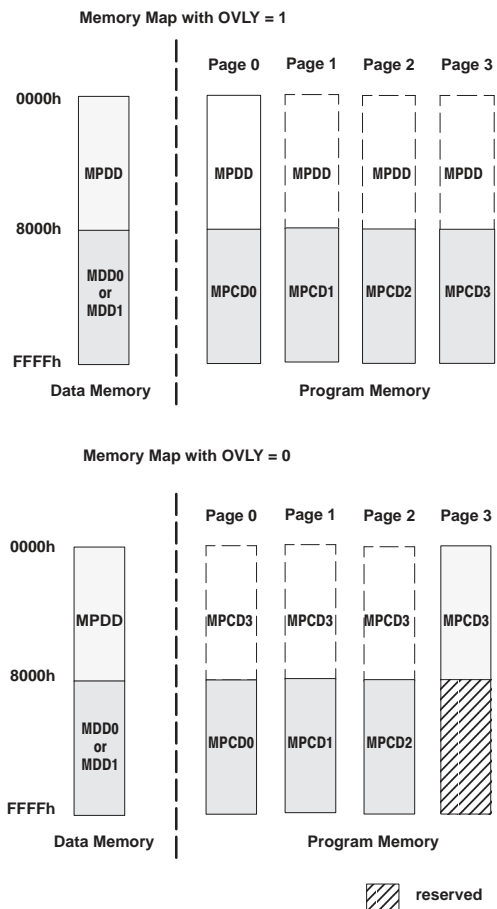 Memory Map with OVLY = 1
Page 0 Page 1 Page 2 Page 3
0000h
MPDD MPDD MPDD MPDD MPDD
8000h
MDD0
or
MDD1
MPCD0 MPCD1 MPCD2 MPCD3
FFFFh
Data Memory Program Memory
Memory Map with OVLY = 0
Page 0 Page 1 Page 2 Page 3
0000h
MPDD MPCD3 MPCD3 MPCD3 MPCD3
8000h
MDD0
or
MDD1
MPCD0 MPCD1 MPCD2
FFFFh
Data Memory Program Memory
reserved